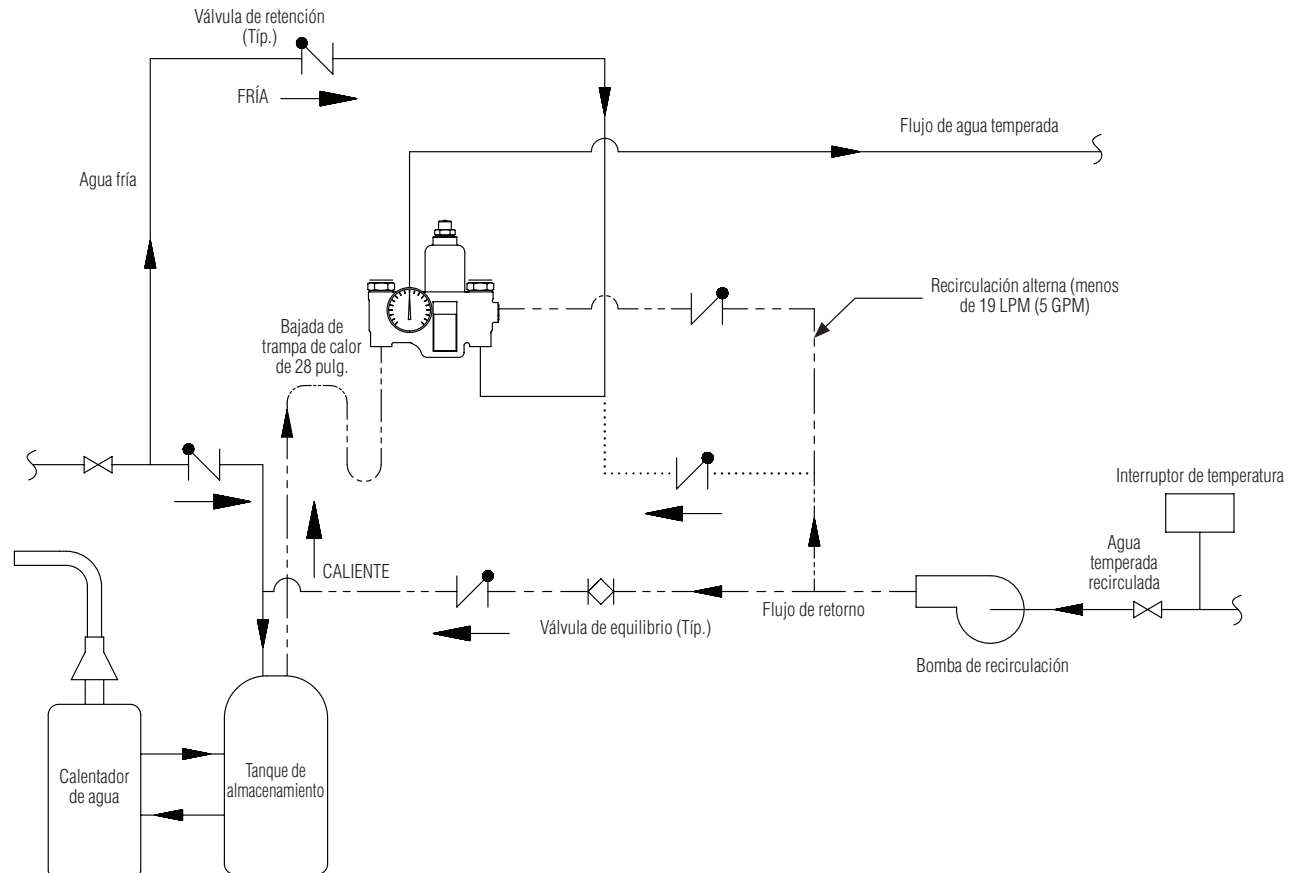 Válvula de retención
(Típ.)
FRÍA
Flujo de agua temperada
Agua fría
Recirculación alterna (menos
de 19 LPM (5 GPM)
Bajada de
trampa de calor
de 28 pulg.
Interruptor de temperatura
Agua
temperada
recirculada
CALIENTE
Flujo de retorno
Válvula de equilibrio (Típ.)
Bomba de recirculación
Calentador
de agua
Tanque de
almacenamiento